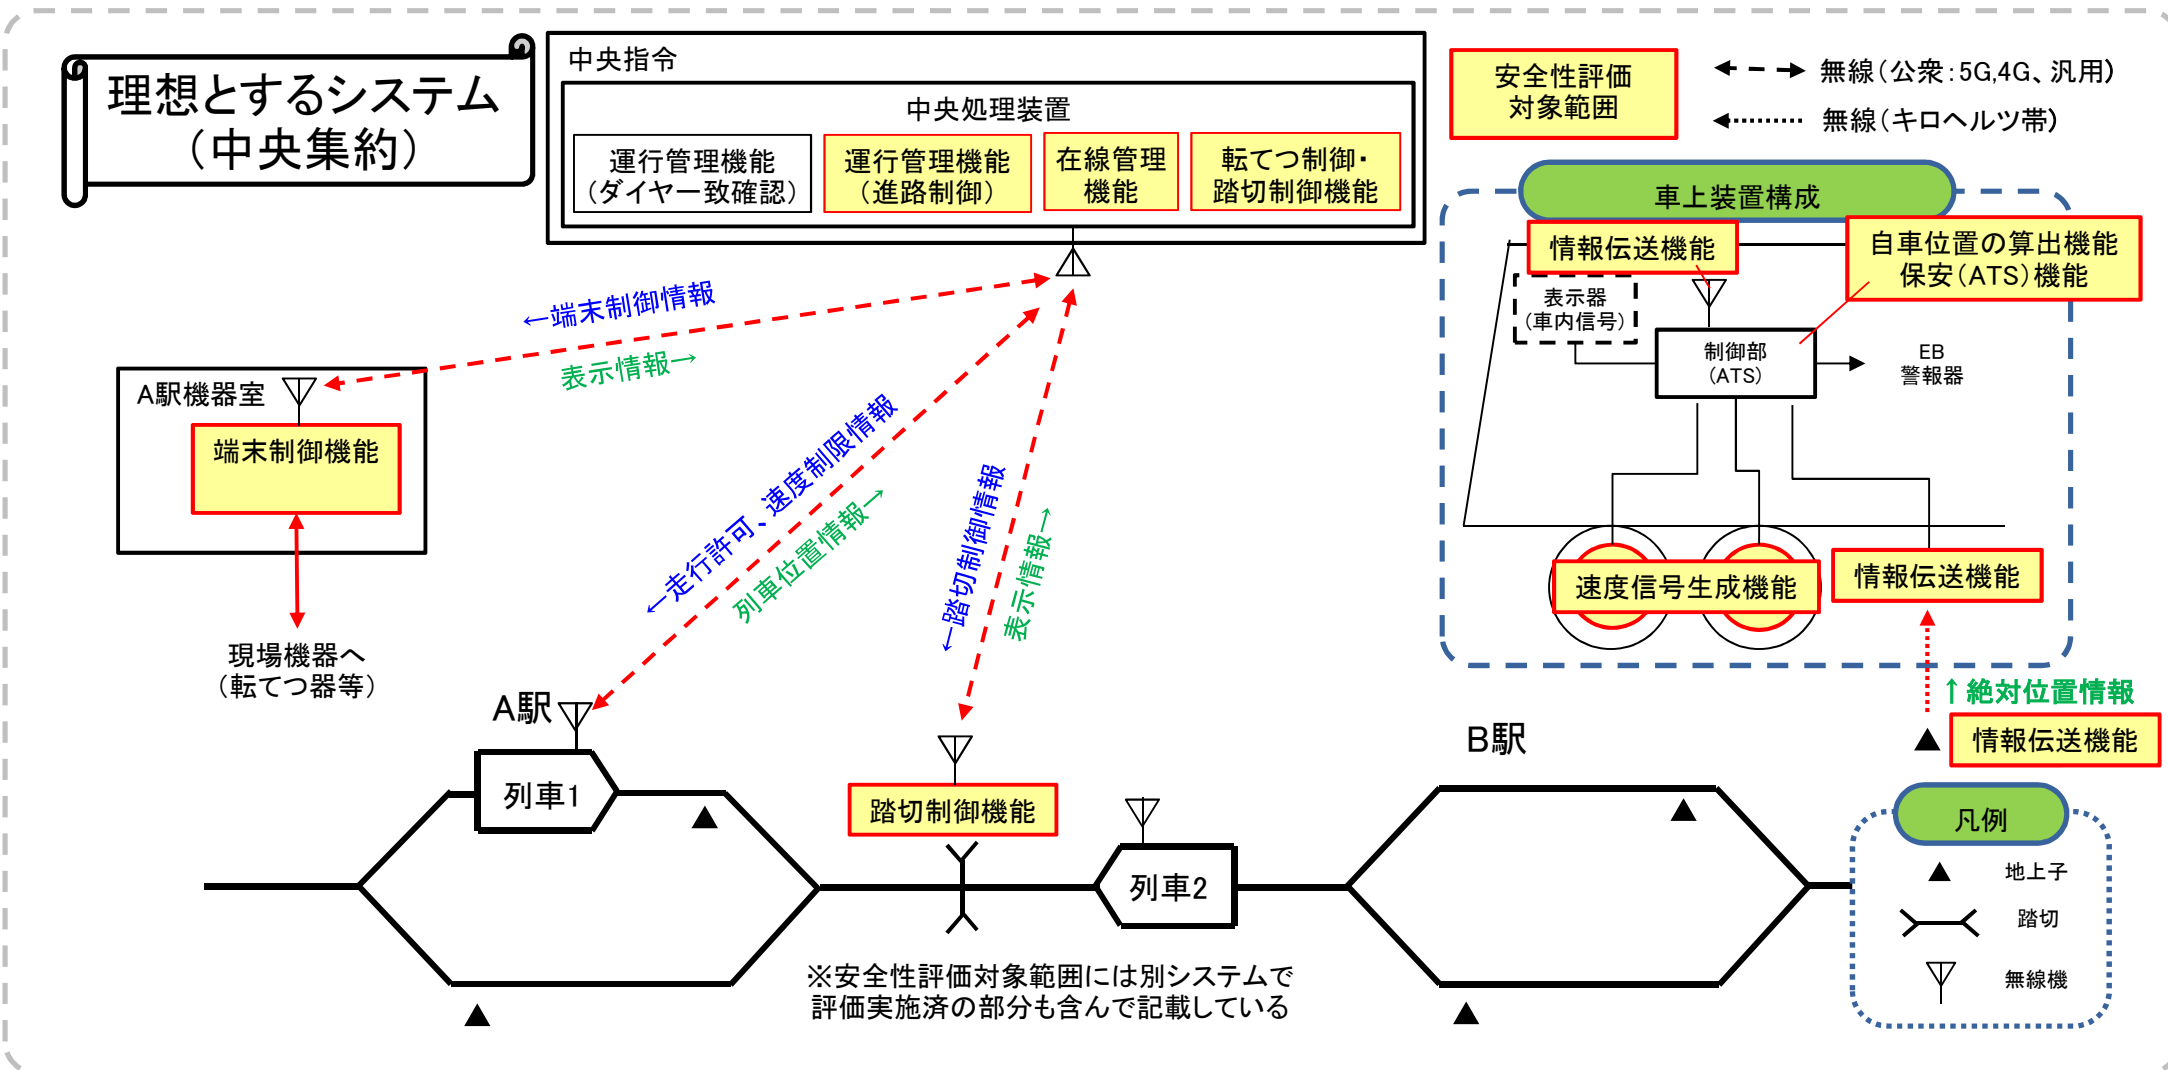 理想とするシステム
（中央集約）
中央指令
中央処理装置
運行管理機能
（ダイヤ一致確認）
運行管理機能
（進路制御）
在線管理
機能
転てつ制御・
踏切制御機能
安全性評価
対象範囲
無線（公衆：5G,4G、汎用）
無線（キロヘルツ帯）
車上装置構成
情報伝送機能
自車位置の算出機能
保安（ATS）機能
表示器
（車内信号）
制御部
（ATS）
EB
警報器
速度信号生成機能
情報伝送機能
↑絶対位置情報
情報伝送機能
←端末制御情報
表示情報→
A駅機器室
端末制御機能
現場機器へ
（転てつ器等）
←走行許可、速度制限情報
列車位置情報→
←踏切制御情報
表示情報→
A駅
列車1
踏切制御機能
列車2
B駅
※安全性評価対象範囲には別システムで
評価実施済の部分も含んで記載している
凡例
地上子
踏切
無線機